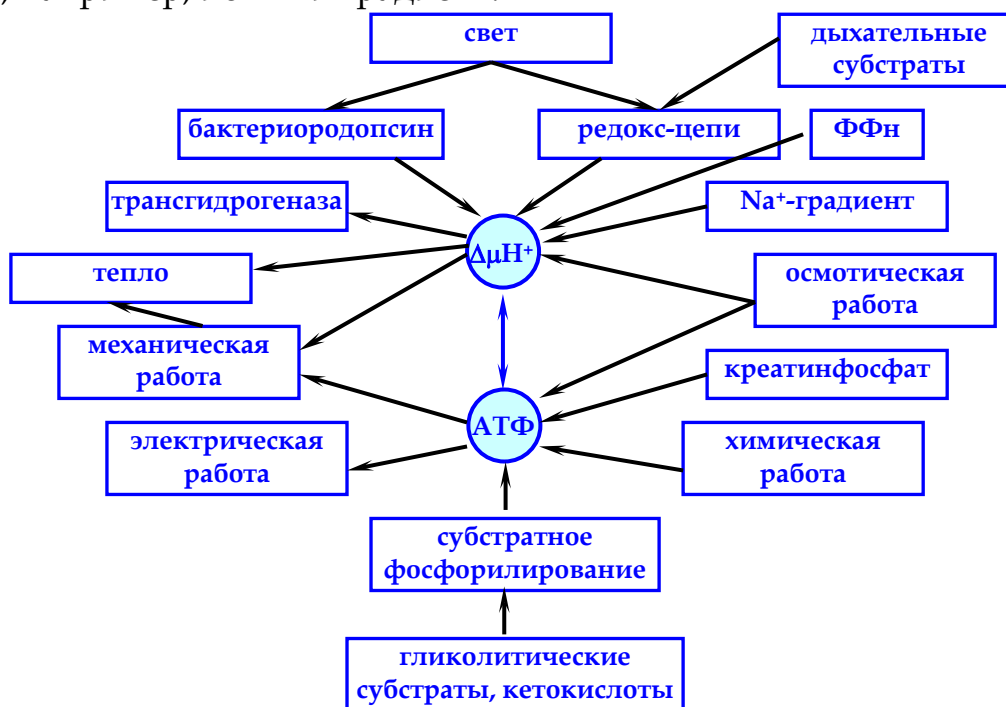 свет
дыхательные
субстраты
бактериородопсин
редокс-цепи
ФФн
трансгидрогеназа
Na⁺-градиент
ΔμH⁺
тепло
осмотическая
работа
механическая
работа
креатинфосфат
АТФ
электрическая
работа
химическая
работа
субстратное
фосфорилирование
гликолитические
субстраты, кетокислоты